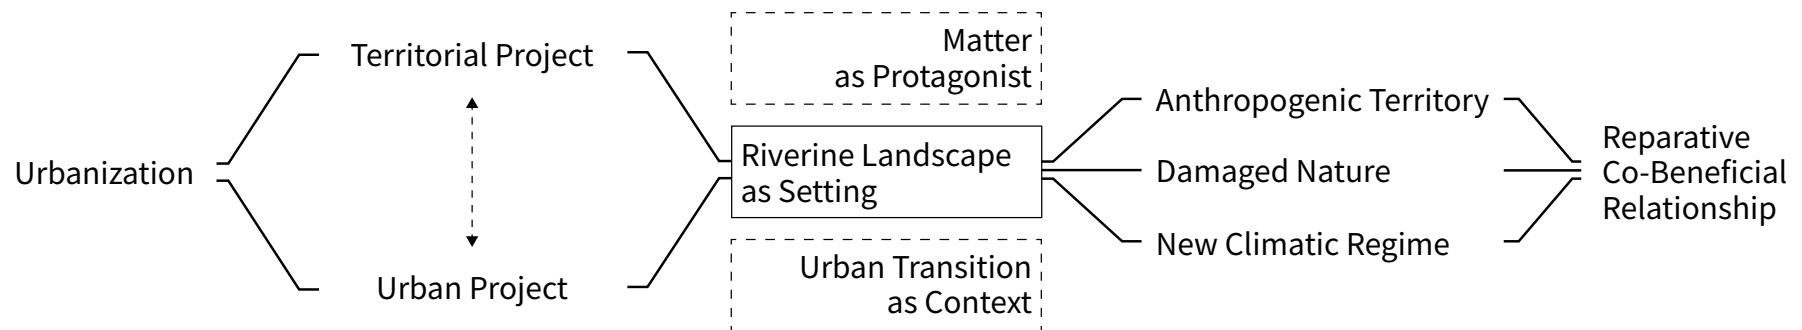 Urbanization
Territorial Project
Urban Project
Matter
as Protagonist
Riverine Landscape
as Setting
Urban Transition
as Context
Anthropogenic Territory
Damaged Nature
New Climatic Regime
Reparative
Co-Beneficial
Relationship